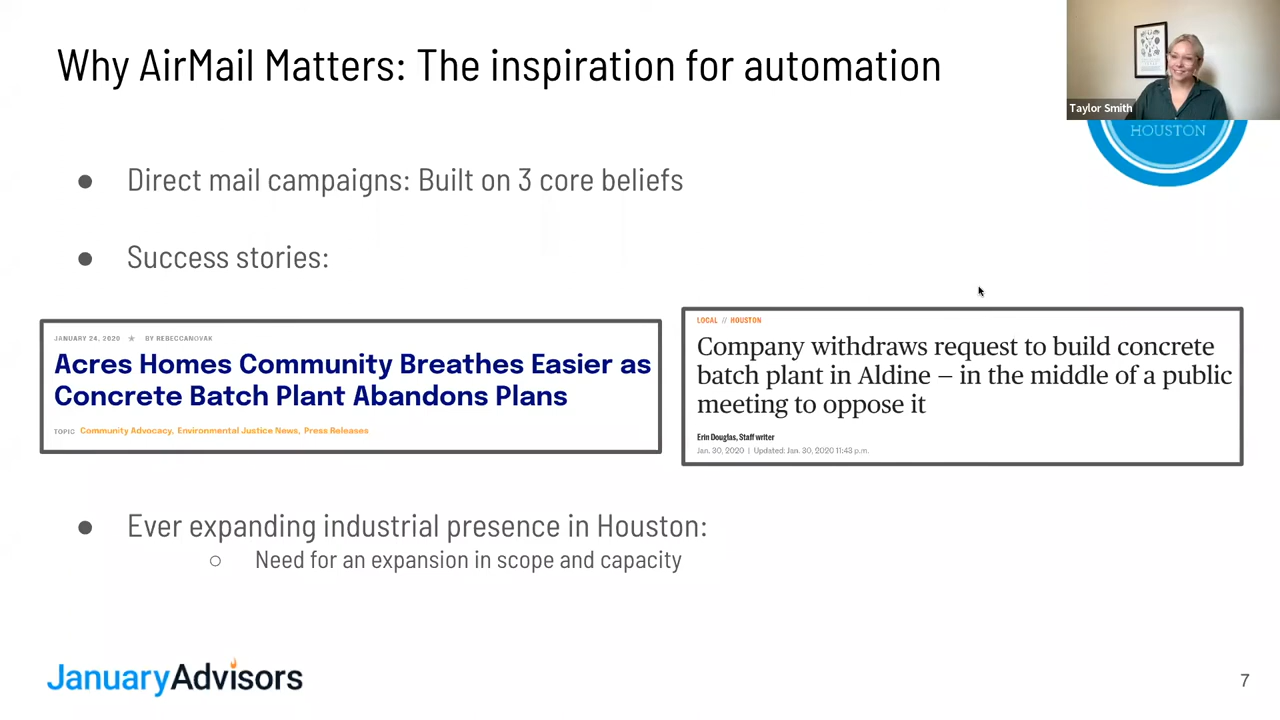 Why AirMail Matters: The inspiration for automation
Taylor Smith
HOUSTON
● Direct mail campaigns: Built on 3 core beliefs
● Success stories:
JANUARY 24, 2020 ★ BY REBECCANOVAK
Acres Homes Community Breathes Easier as
Concrete Batch Plant Abandons Plans
TOPIC Community Advocacy, Environmental Justice News, Press Releases
LOCAL // HOUSTON
Company withdraws request to build concrete
batch plant in Aldine — in the middle of a public
meeting to oppose it
Erin Douglas, Staff writer
Jan. 30, 2020 | Updated: Jan. 30, 2020 11:43 p.m.
● Ever expanding industrial presence in Houston:
○ Need for an expansion in scope and capacity
JanuaryAdvisors
7